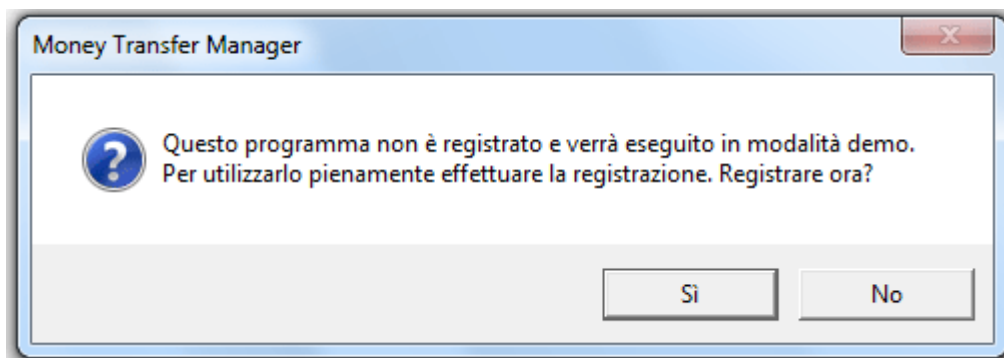 Money Transfer Manager
Questo programma non è registrato e verrà eseguito in modalità demo.
Per utilizzarlo pienamente effettuare la registrazione. Registrare ora?
Sì
No